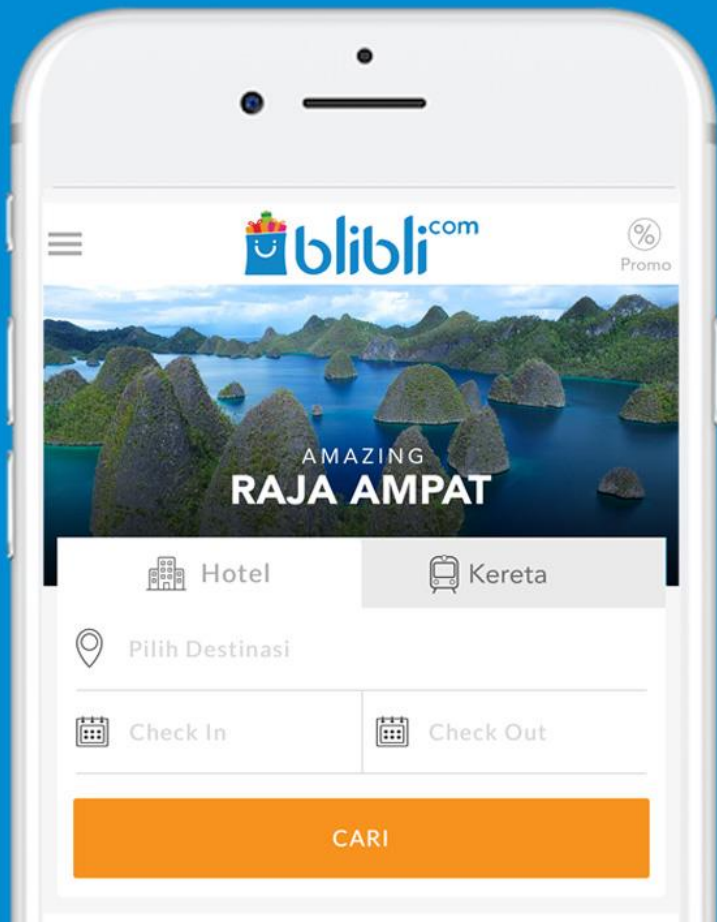 blibli.com
%
Promo
AMAZING
RAJA AMPAT
Hotel
Kereta
Pilih Destinasi
Check In
Check Out
CARI